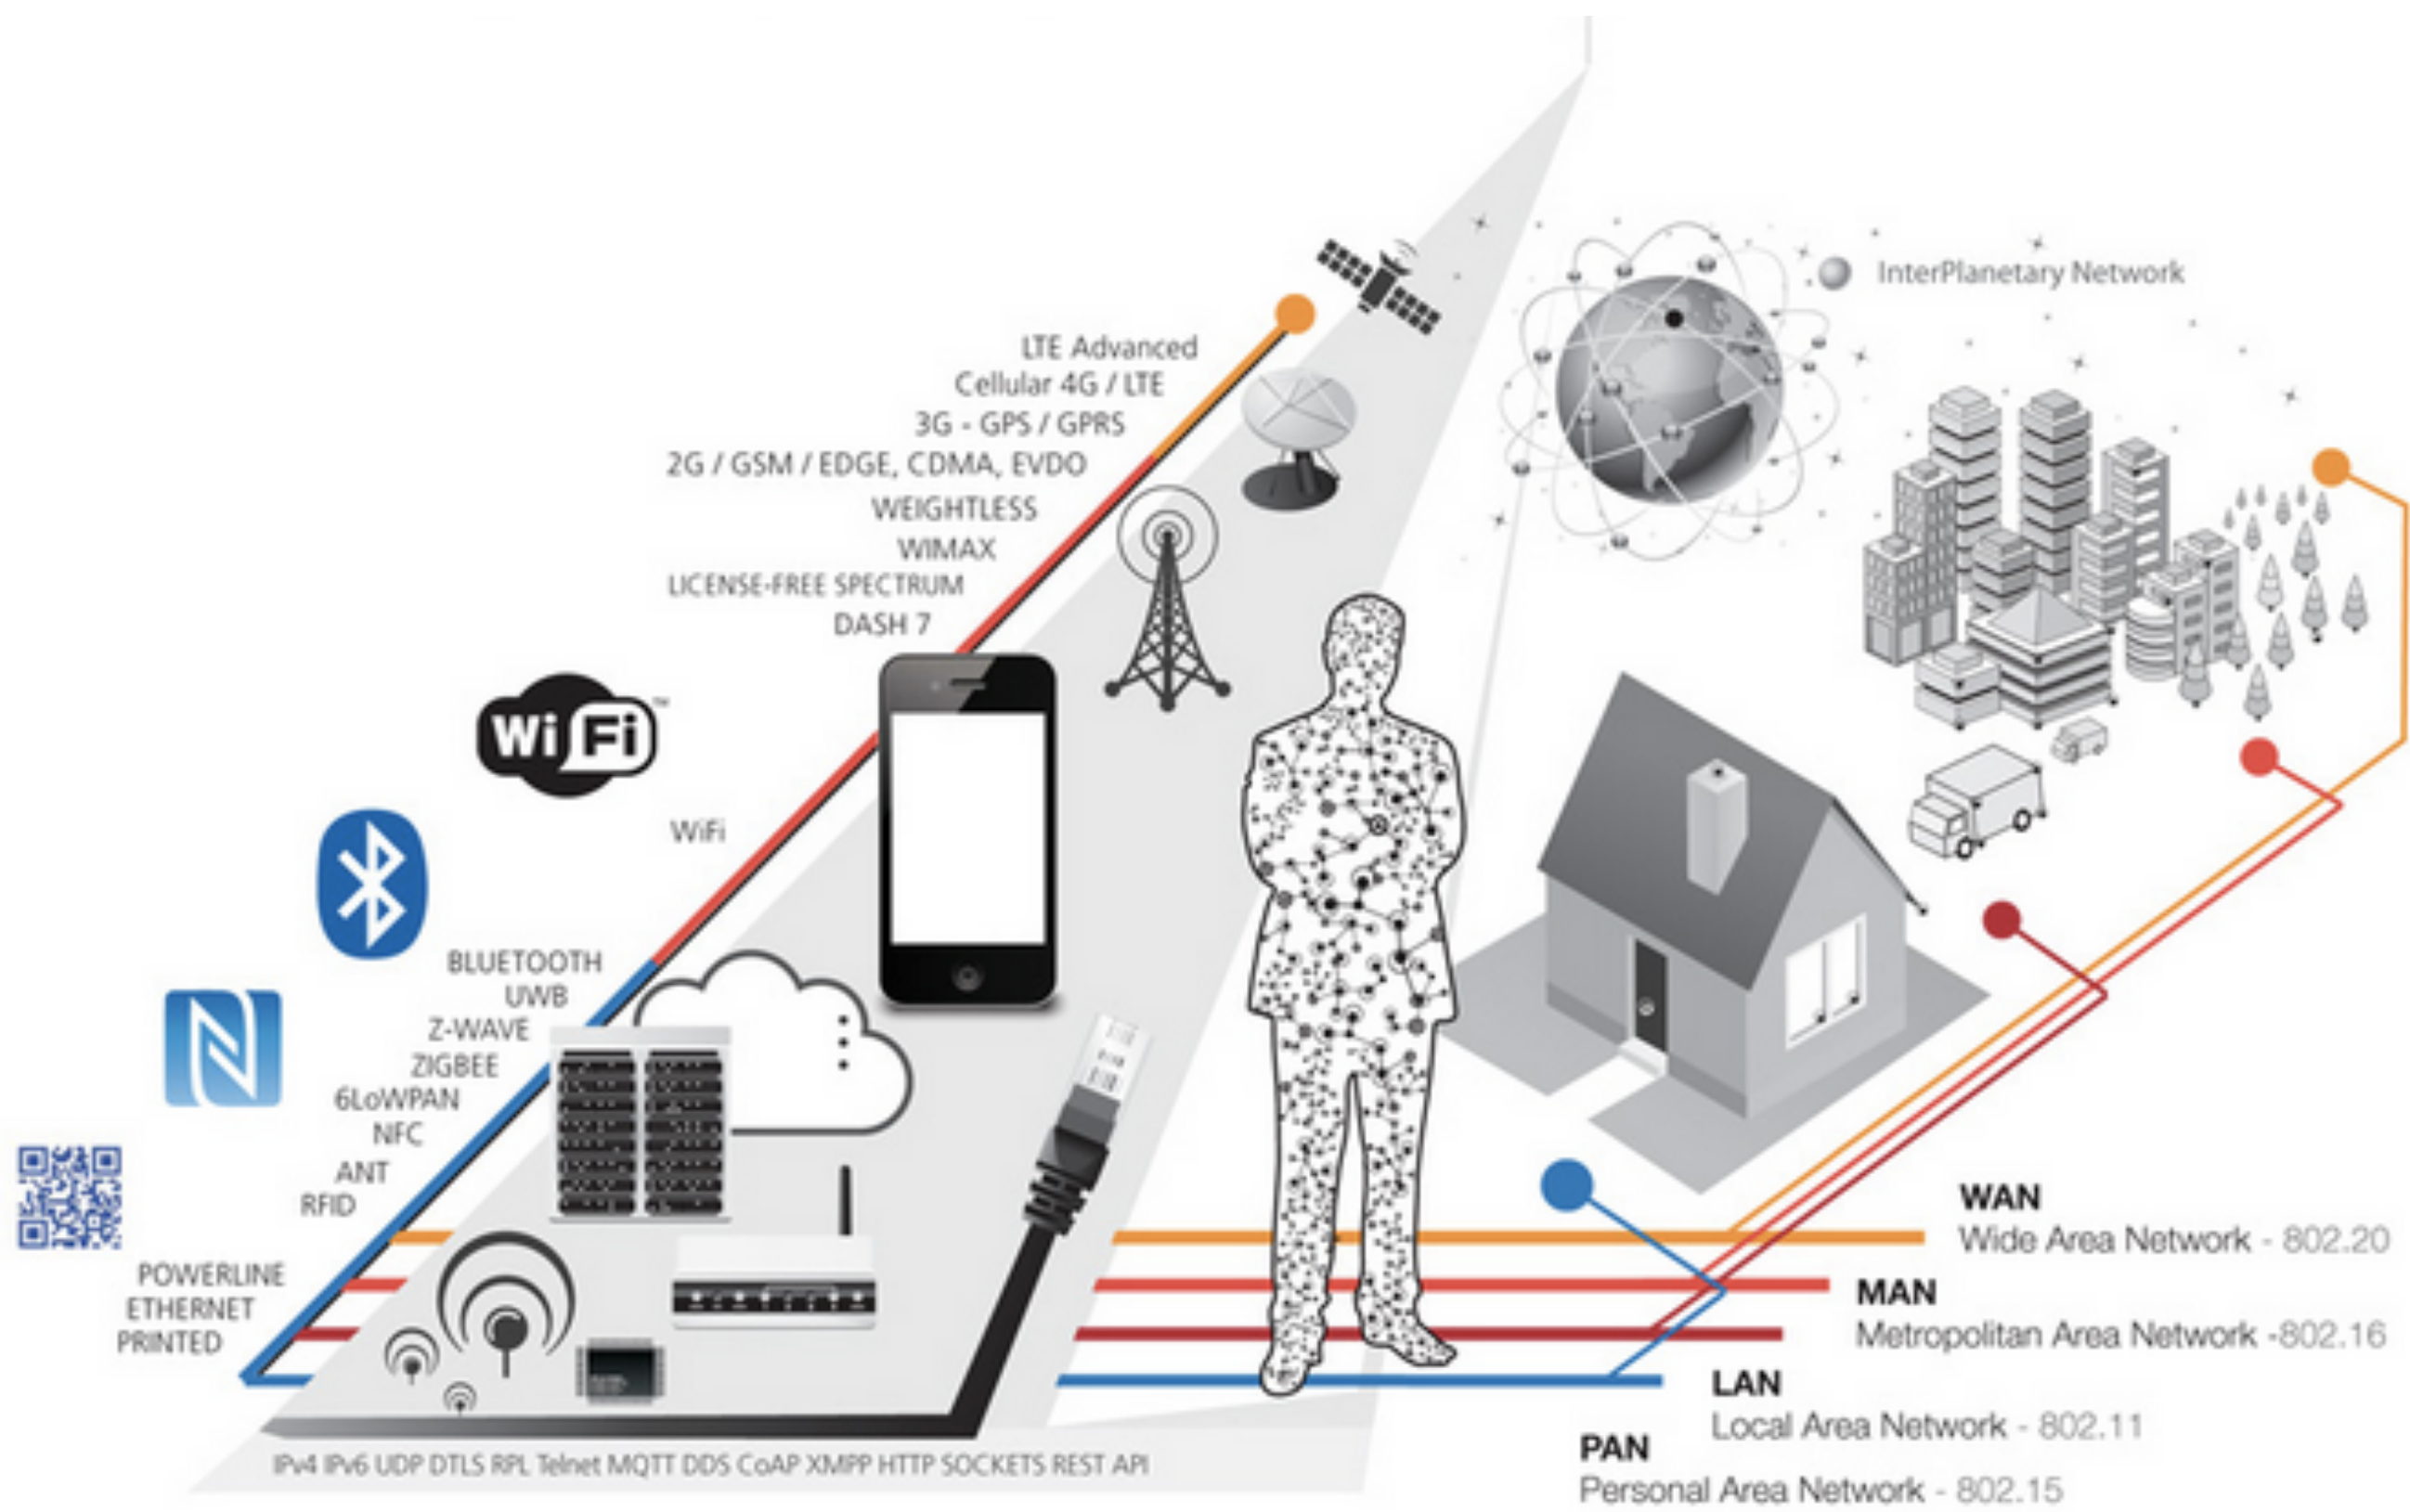 InterPlanetary Network
LTE Advanced
Cellular 4G / LTE
3G - GPS / GPRS
2G / GSM / EDGE, CDMA, EVDO
WEIGHTLESS
WIMAX
LICENSE-FREE SPECTRUM
DASH 7
Wi Fi ™
WiFi
BLUETOOTH
UWB
Z-WAVE
ZIGBEE
6LoWPAN
NFC
ANT
RFID
POWERLINE
ETHERNET
PRINTED
IPv4 IPv6 UDP DTLS RPL Telnet MQTT DDS CoAP XMPP HTTP SOCKETS REST API
WAN
Wide Area Network - 802.20
MAN
Metropolitan Area Network -802.16
LAN
Local Area Network - 802.11
PAN
Personal Area Network - 802.15